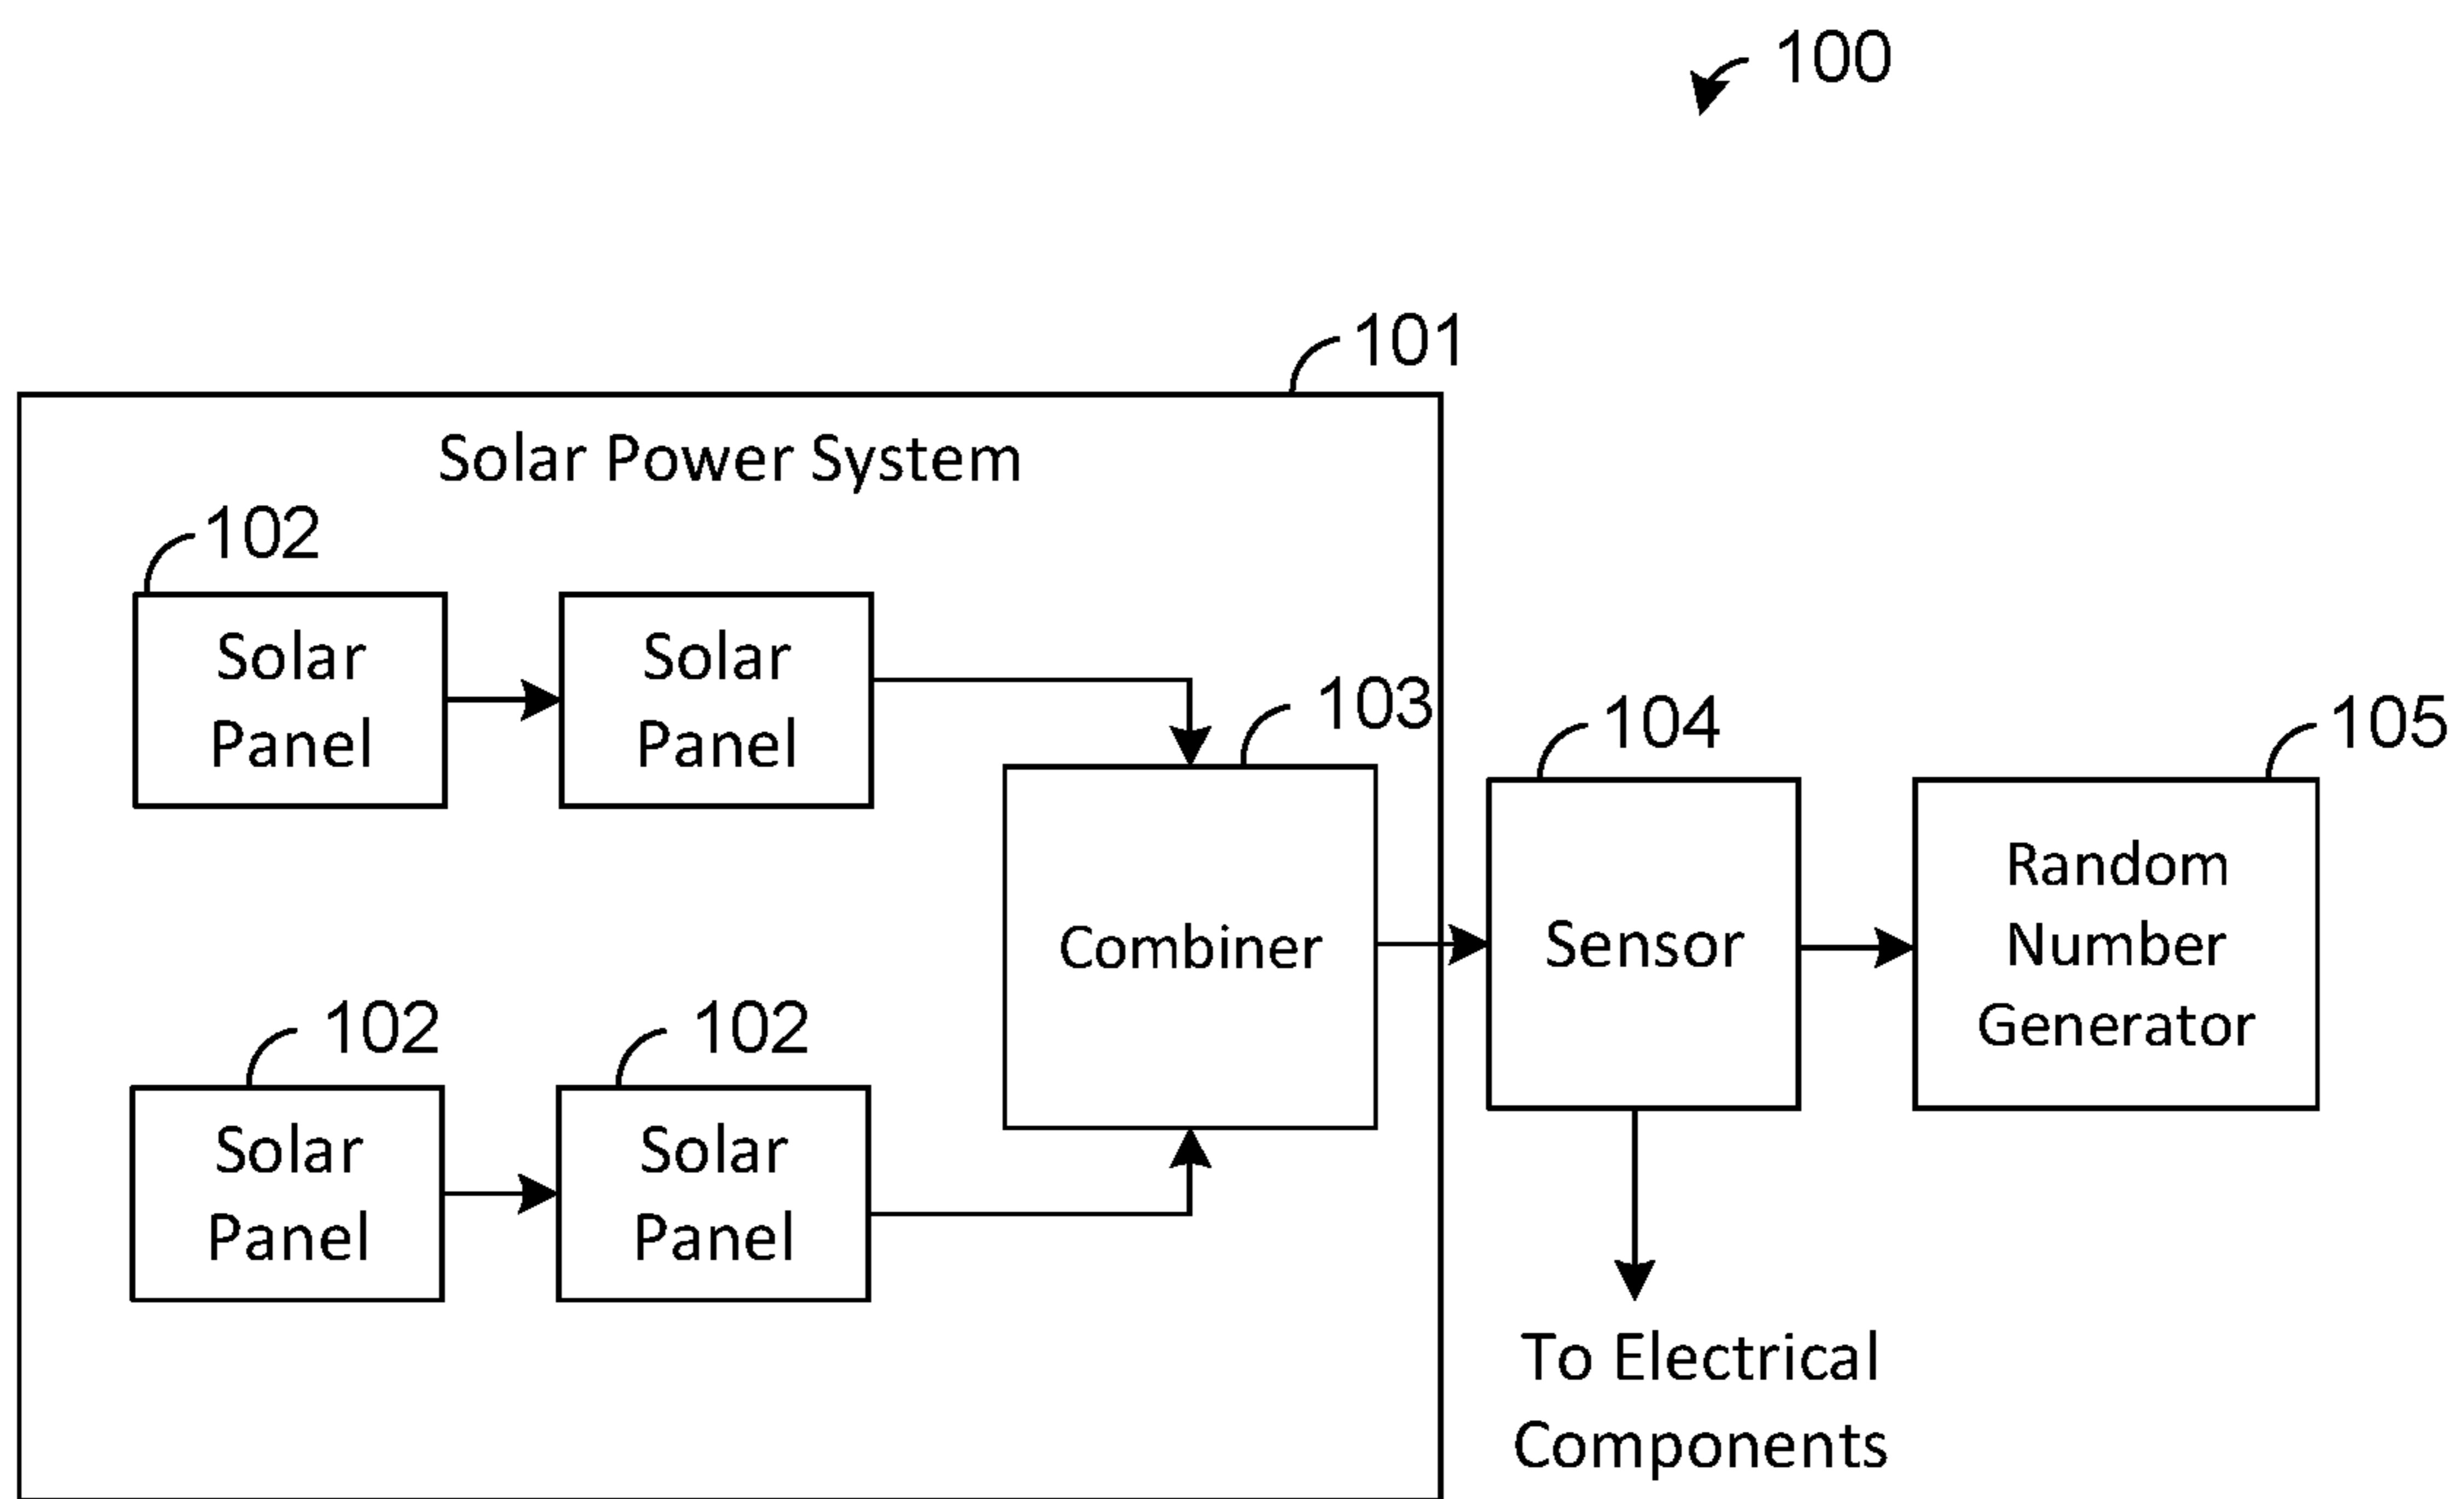 100
101
Solar Power System
102
Solar
Panel
Solar
Panel
103
104
105
Combiner
Sensor
Random
Number
Generator
102
102
Solar
Panel
Solar
Panel
To Electrical
Components